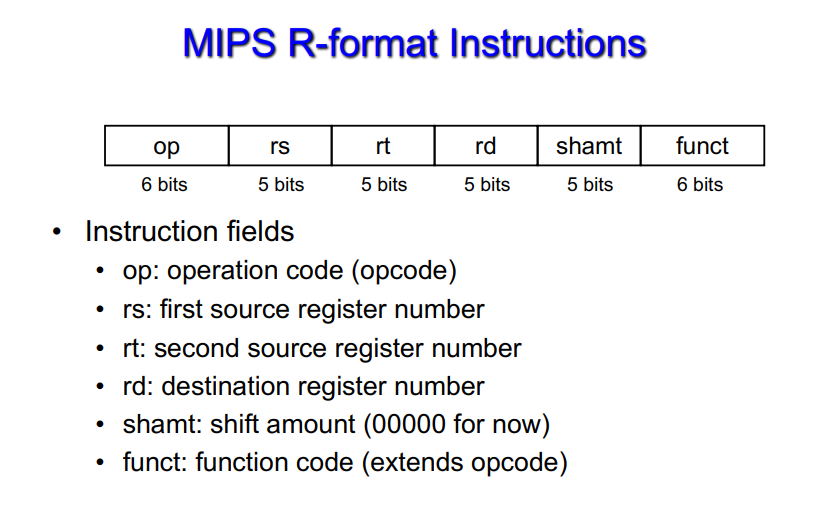 MIPS R-format Instructions
op rs rt rd shamt funct
6 bits 5 bits 5 bits 5 bits 5 bits 6 bits
• Instruction fields
• op: operation code (opcode)
• rs: first source register number
• rt: second source register number
• rd: destination register number
• shamt: shift amount (00000 for now)
• funct: function code (extends opcode)